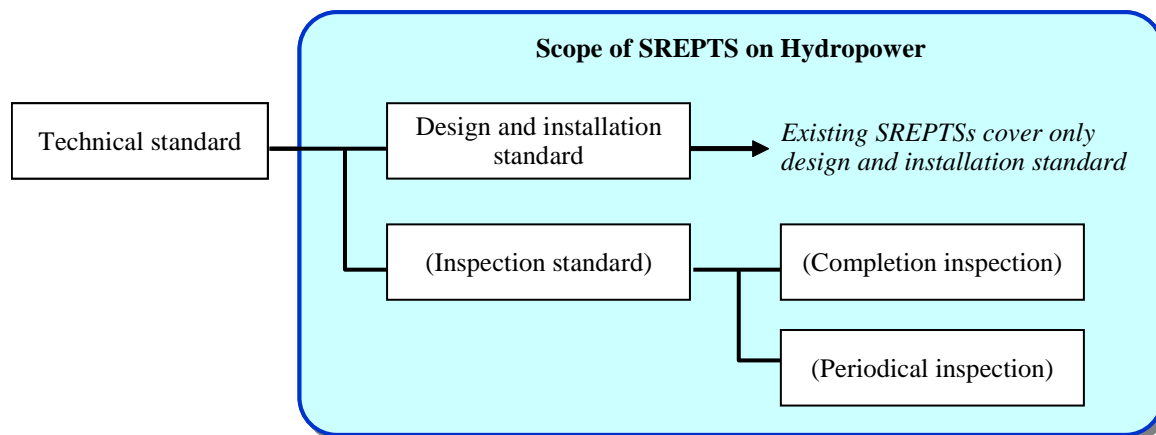 Scope of SREPTS on Hydropower
Technical standard
Design and installation
standard
Existing SREPTSs cover only
design and installation standard
(Inspection standard)
(Completion inspection)
(Periodical inspection)